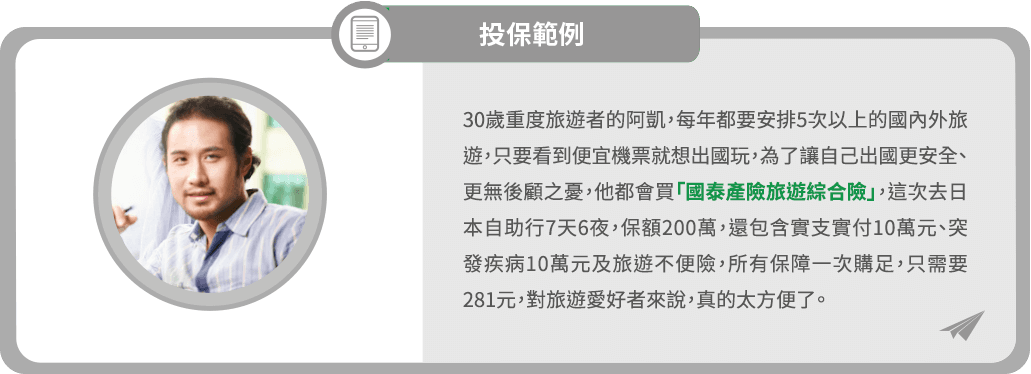 投保範例
30歲重度旅遊者的阿凱,每年都要安排5次以上的國內外旅
遊,只要看到便宜機票就想出國玩,為了讓自己出國更安全、
更無後顧之憂,他都會買「國泰產險旅遊綜合險」,這次去日
本自助行7天6夜,保額200萬,還包含實支實付10萬元、突
發疾病10萬元及旅遊不便險,所有保障一次購足,只需要
281元,對旅遊愛好者來說,真的太方便了。